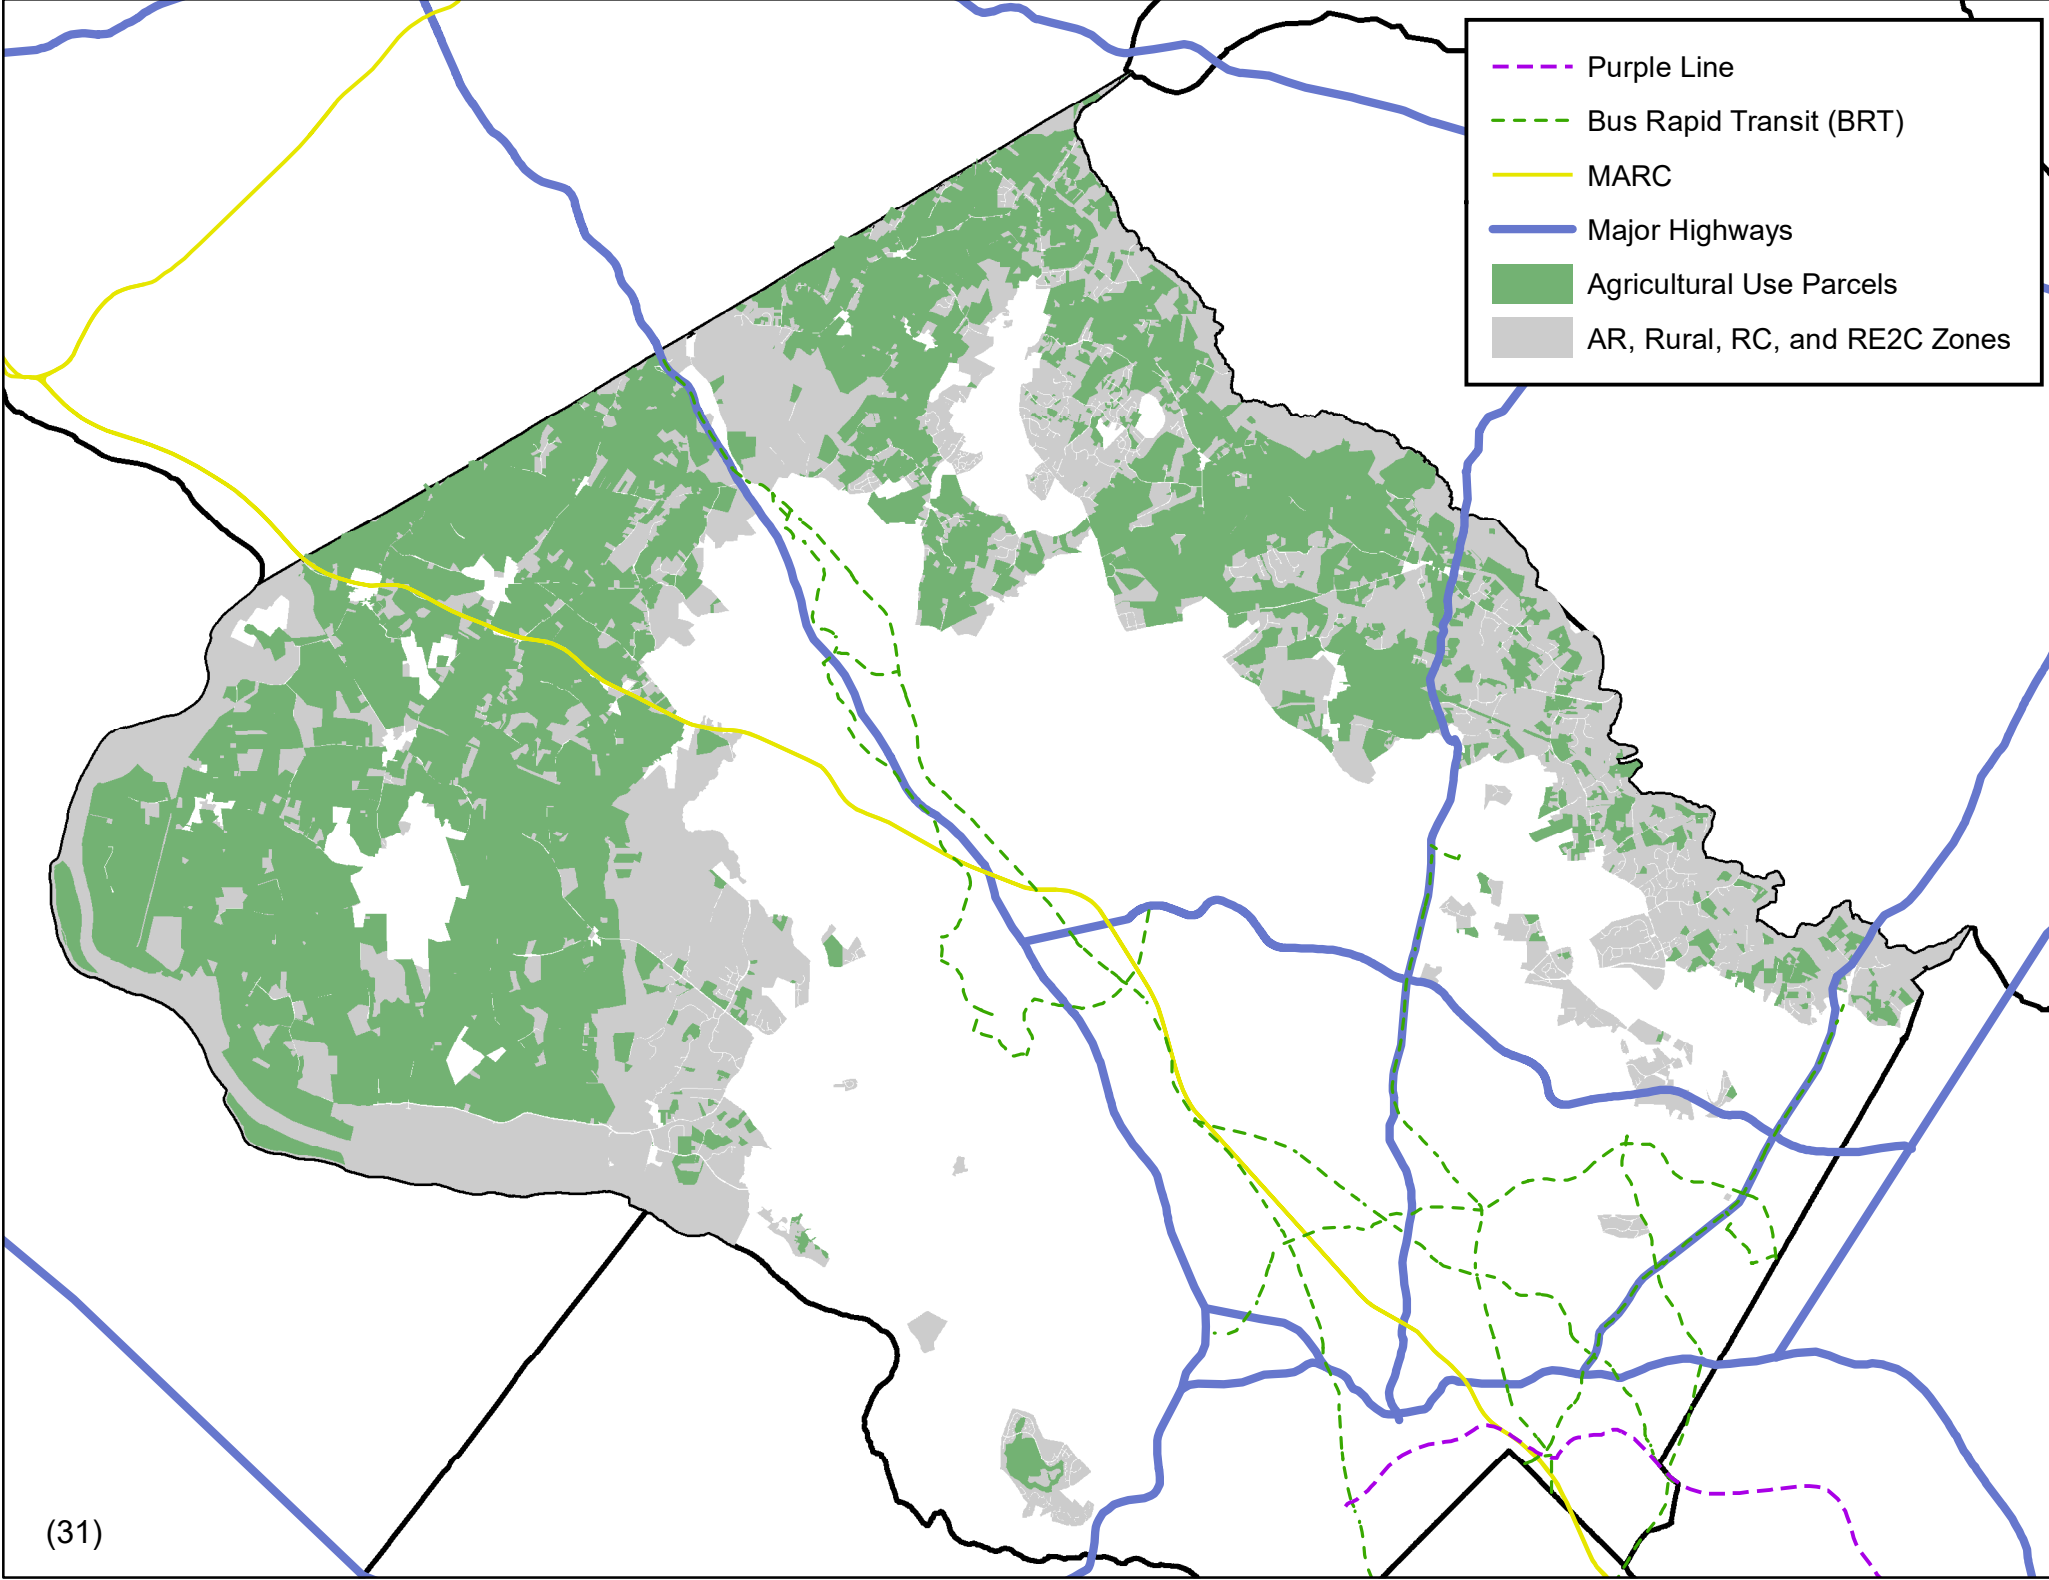 Purple Line
Bus Rapid Transit (BRT)
MARC
Major Highways
Agricultural Use Parcels
AR, Rural, RC, and RE2C Zones
(31)